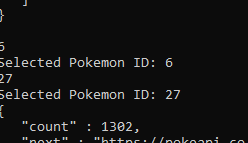 ]
}
6
Selected Pokemon ID: 6
27
Selected Pokemon ID: 27
{
"count" : 1302,
"next" : "https://pokeapi.co